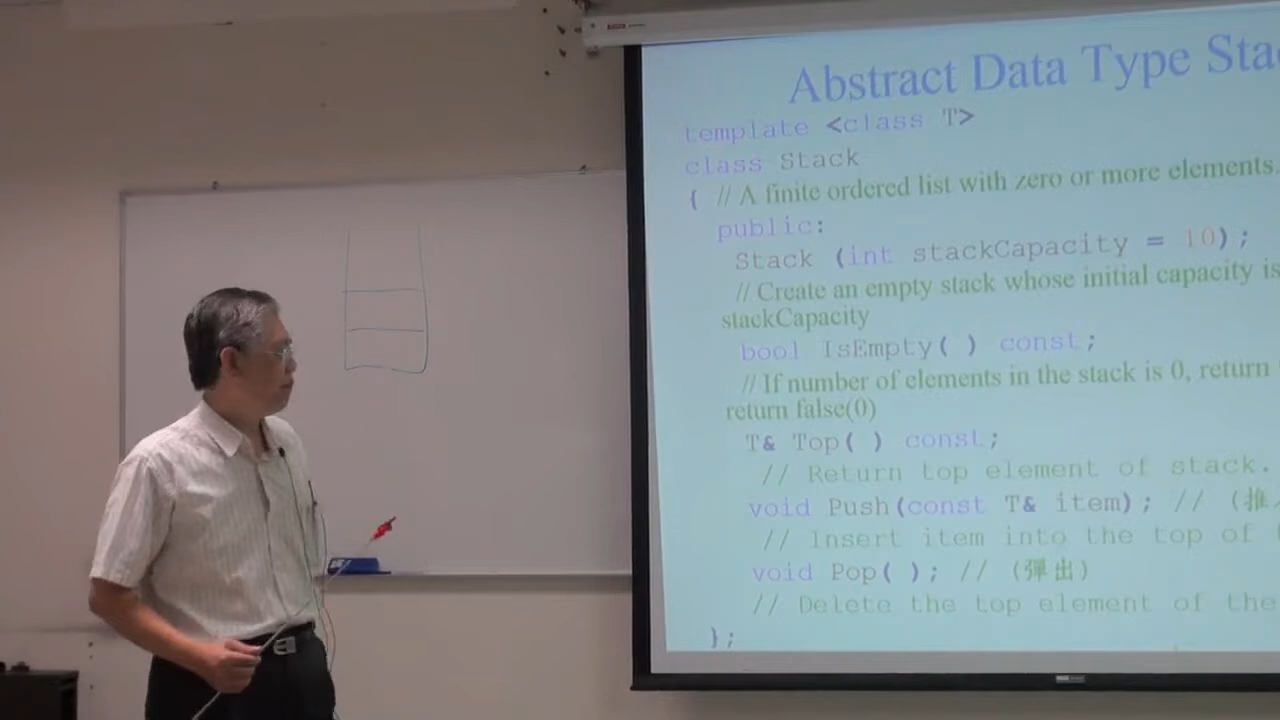 Abstract Data Type
template <class T>
class Stack
{ // A finite ordered list with zero or more elements.
public:
Stack (int stackCapacity = 10);
// Create an empty stack whose initial capacity is
stackCapacity
bool IsEmpty( ) const;
// If number of elements in the stack is 0, return
return false(0)
T& Top( ) const;
// Return top element of stack.
void Push(const T& item); // (推
// Insert item into the top of
void Pop( ); // (彈出)
// Delete the top element of the
};